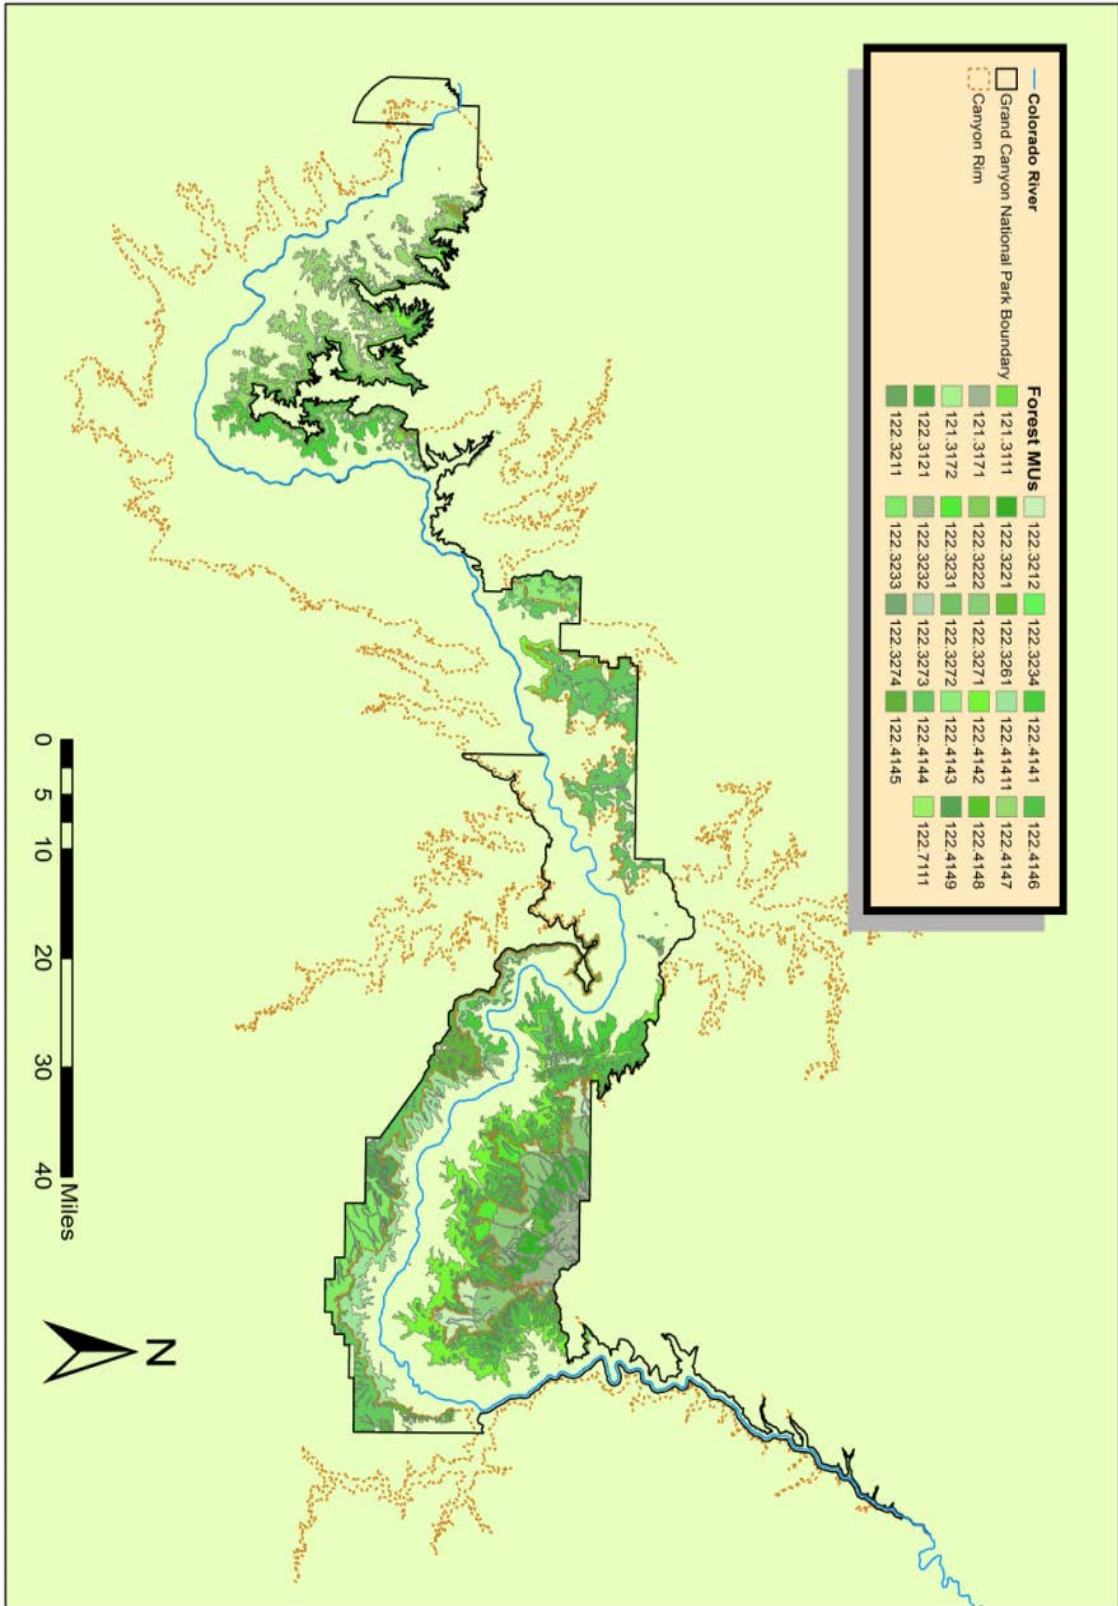 Colorado River Forest MUs 122.3212 122.3234 122.4141 122.4146
Grand Canyon National Park Boundary 121.3111 122.3221 122.3261 122.41411 122.4147
Canyon Rim 121.3171 122.3222 122.3271 122.4142 122.4148
121.3172 122.3231 122.3272 122.4143 122.4149
122.3121 122.3232 122.3273 122.4144 122.7111
122.3211 122.3233 122.3274 122.4145
N
Miles
0 5 10 20 30 40